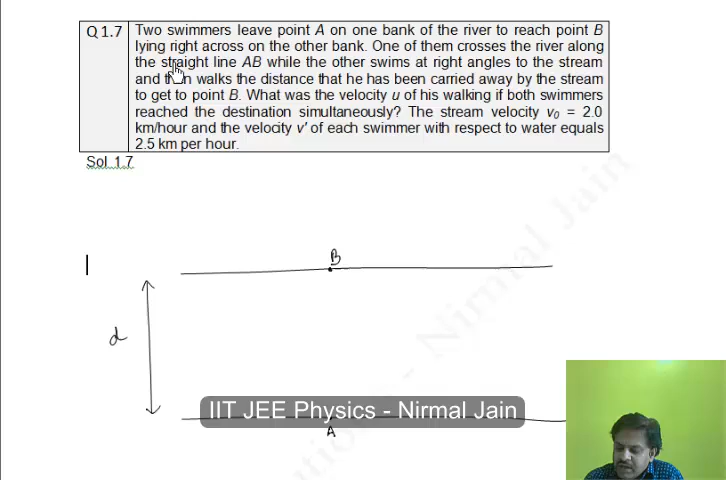 Q 1.7 Two swimmers leave point A on one bank of the river to reach point B
lying right across on the other bank. One of them crosses the river along
the straight line AB while the other swims at right angles to the stream
and then walks the distance that he has been carried away by the stream
to get to point B. What was the velocity u of his walking if both swimmers
reached the destination simultaneously? The stream velocity v₀ = 2.0
km/hour and the velocity v' of each swimmer with respect to water equals
2.5 km per hour.
Sol 1.7
B
d
IIT JEE Physics - Nirmal Jain
A
- Nirmal Jain